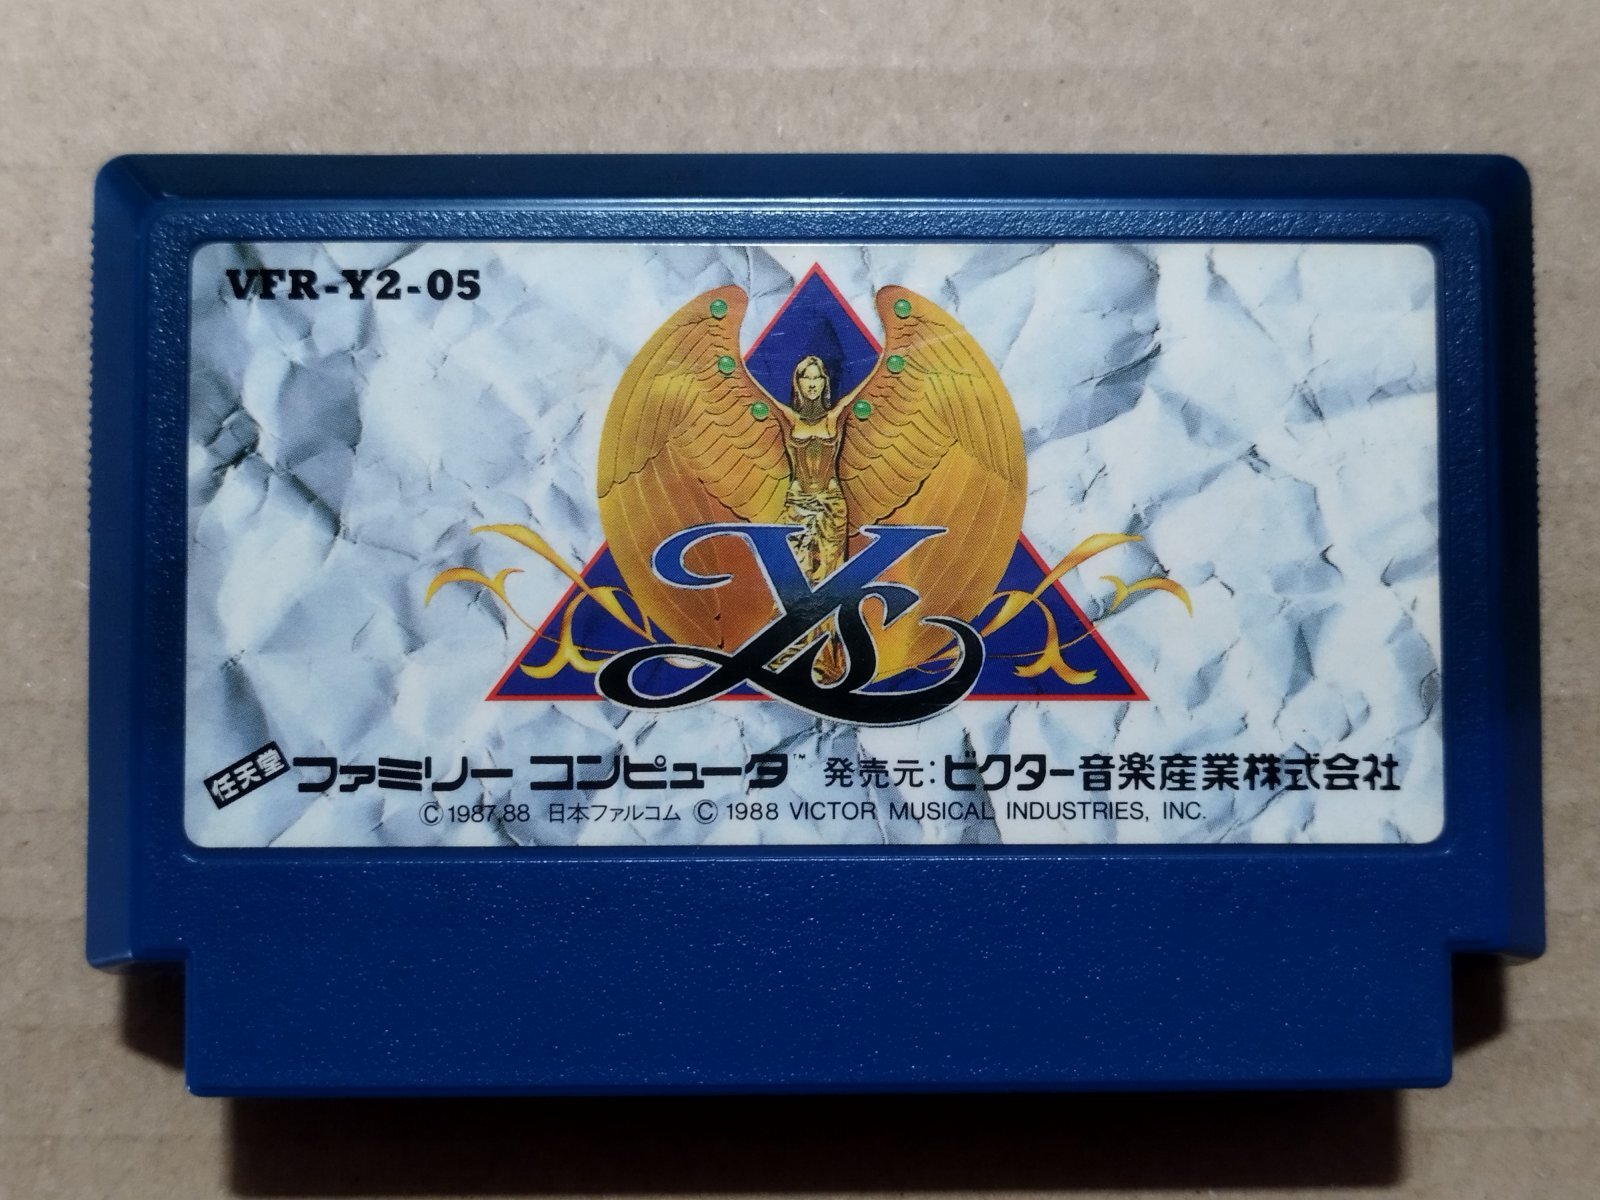 VFR-Y2-05
Ys
任天堂 ファミリー コンピュータ™ 発売元:ビクター音楽産業株式会社
© 1987,88 日本ファルコム © 1988 VICTOR MUSICAL INDUSTRIES, INC.